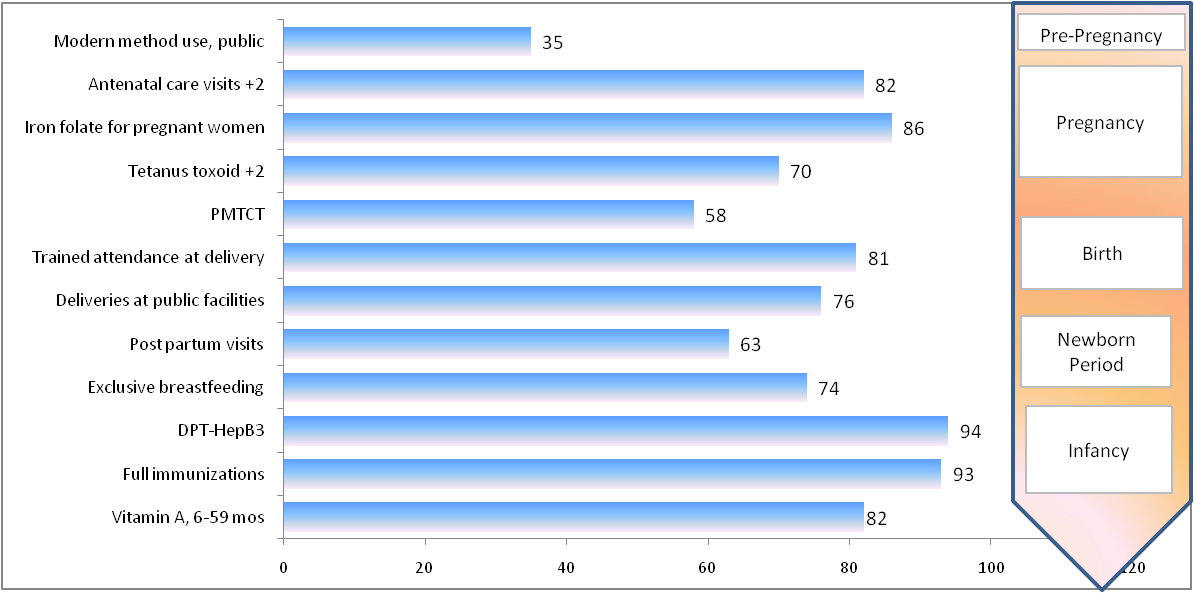 Modern method use, public 35
Antenatal care visits +2 82
Iron folate for pregnant women 86
Tetanus toxoid +2 70
PMTCT 58
Trained attendance at delivery 81
Deliveries at public facilities 76
Post partum visits 63
Exclusive breastfeeding 74
DPT-HepB3 94
Full immunizations 93
Vitamin A, 6-59 mos 82
0 20 40 60 80 100 120
Pre-Pregnancy
Pregnancy
Birth
Newborn
Period
Infancy